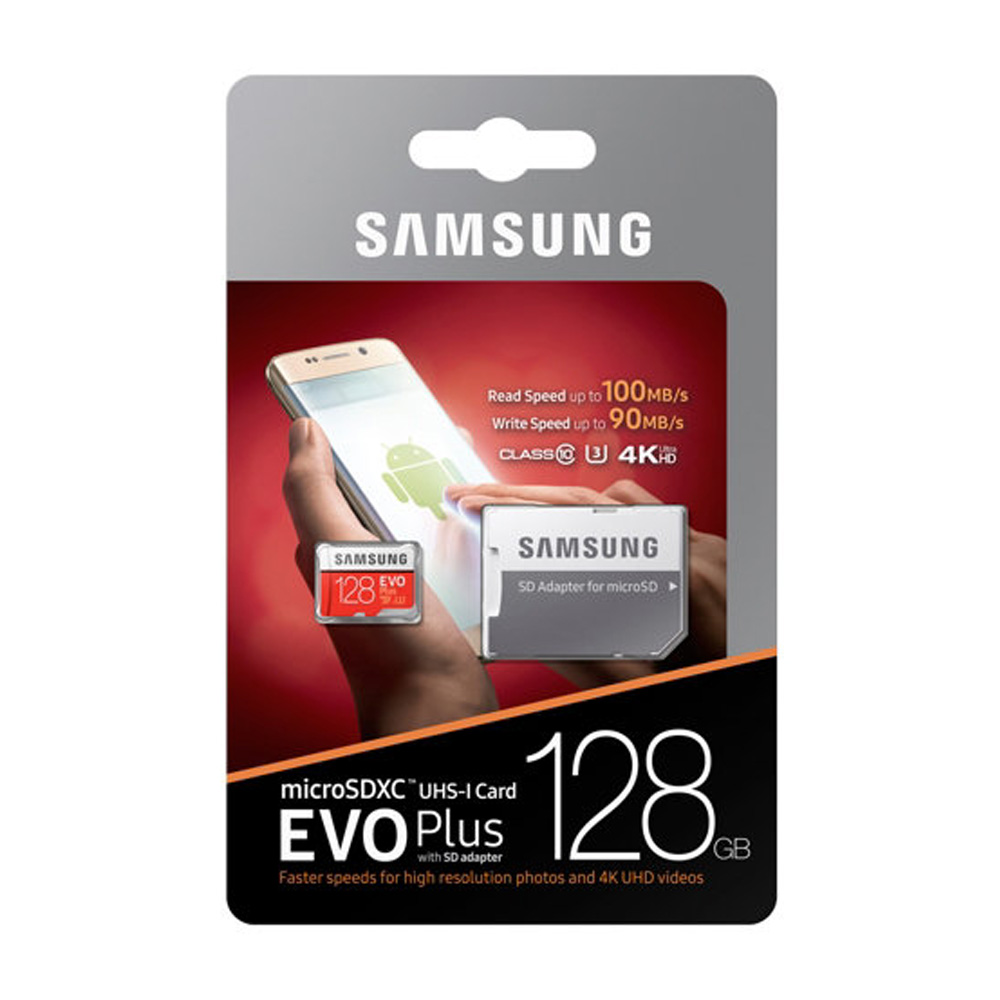 SAMSUNG
Read Speed up to 100MB/s
Write Speed up to 90MB/s
CLASS 10 U3 4K Ultra HD
SAMSUNG
SD Adapter for microSD ▶
SAMSUNG
128 EVO
Plus
microSDXC™ UHS-I Card
EVO Plus 128GB
with SD adapter
Faster speeds for high resolution photos and 4K UHD videos